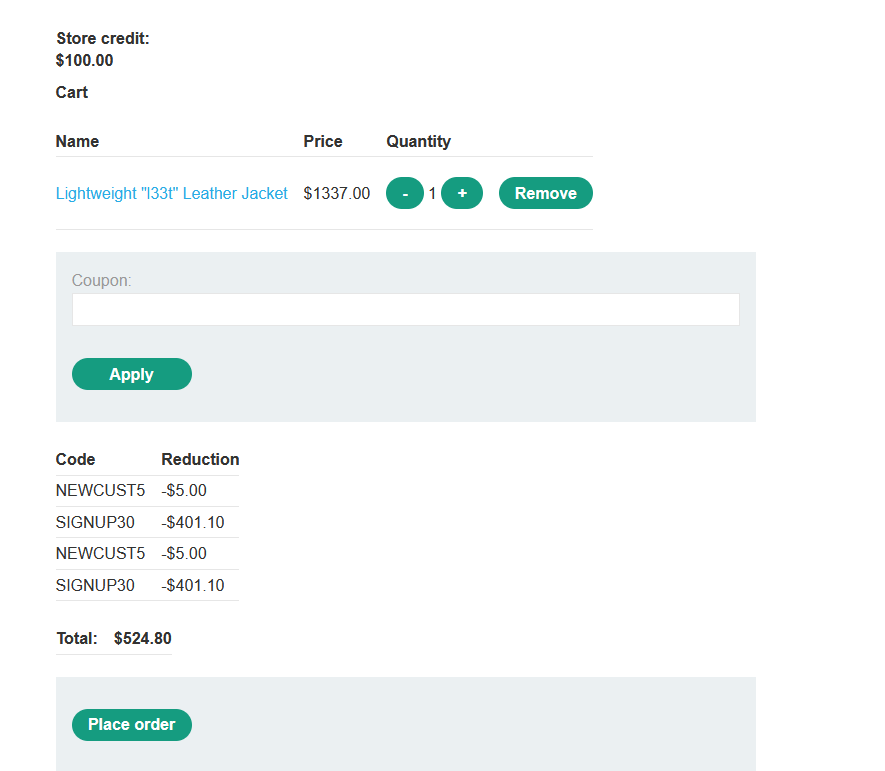 Store credit:
$100.00
Cart
Name Price Quantity
Lightweight "l33t" Leather Jacket $1337.00 - 1 + Remove
Coupon:
Apply
Code Reduction
NEWCUST5 -$5.00
SIGNUP30 -$401.10
NEWCUST5 -$5.00
SIGNUP30 -$401.10
Total: $524.80
Place order